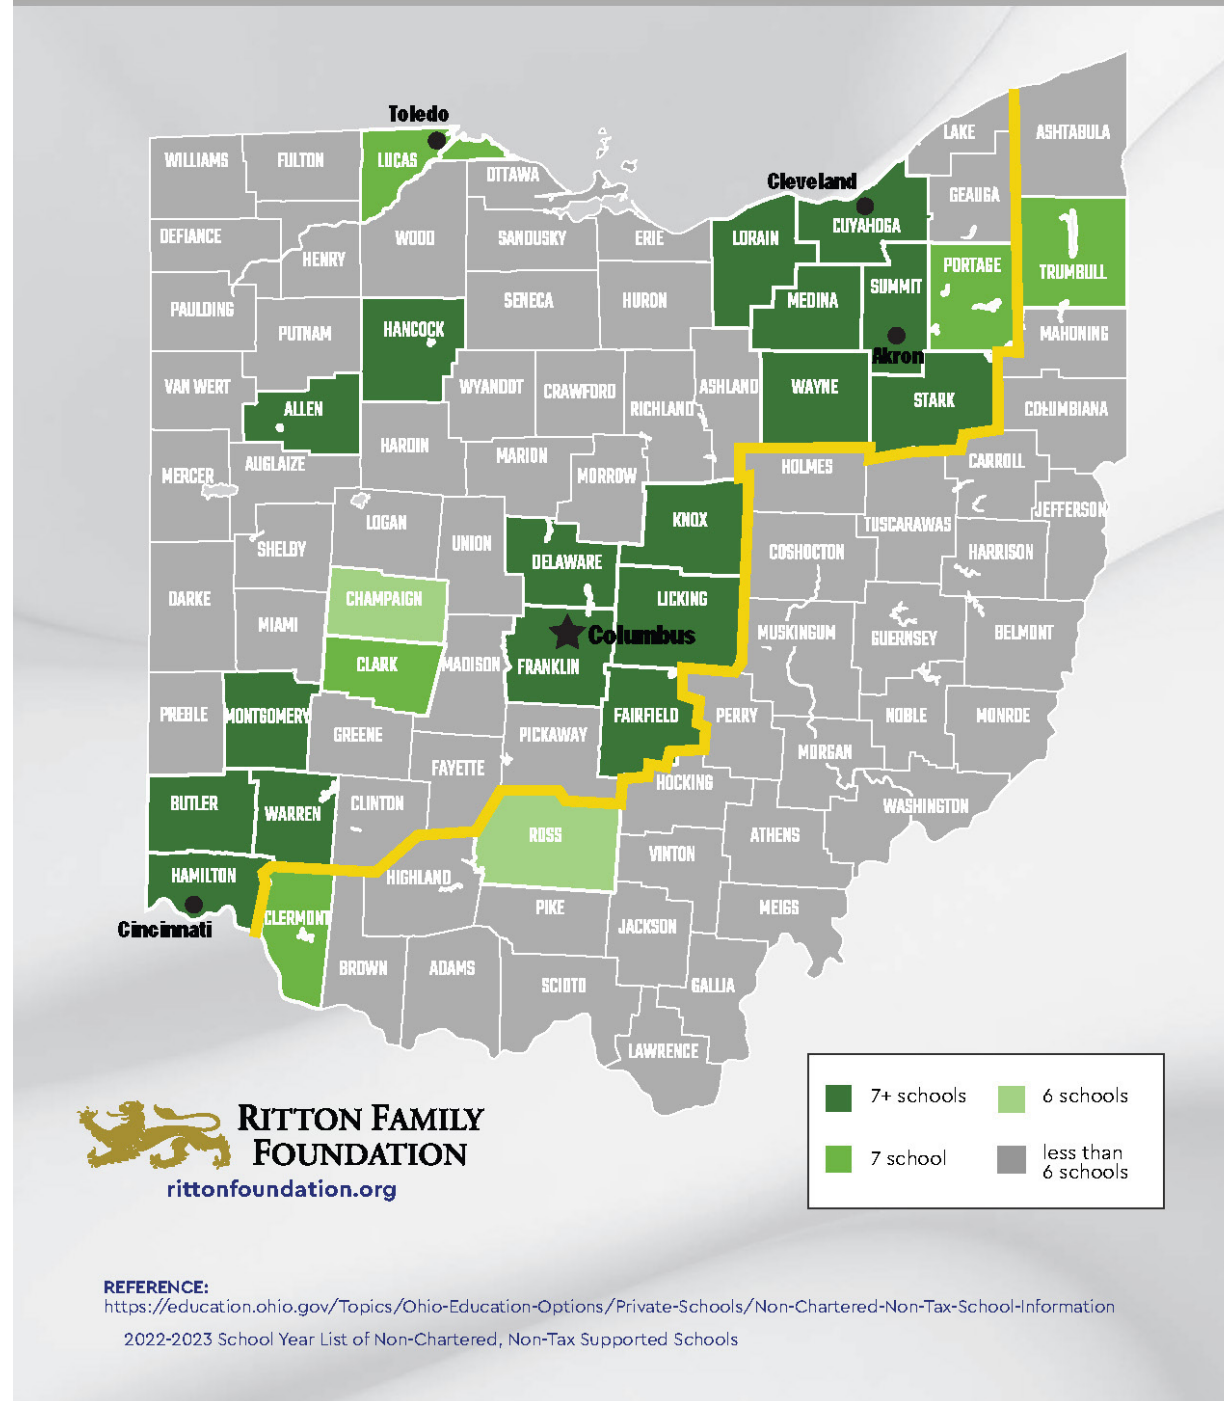 Toledo
LAKE
ASHTABULA
WILLIAMS
FULTON
LUCAS
OTTAWA
Cleveland
GEAUGA
DEFIANCE
HENRY
WOOD
SANDUSKY
ERIE
LORAIN
CUYAHOGA
PORTAGE
TRUMBULL
PAULDING
PUTNAM
HANCOCK
SENECA
HURON
MEDINA
SUMMIT
MAHONING
Akron
VAN WERT
ALLEN
WYANDOT
CRAWFORD
RICHLAND
ASHLAND
WAYNE
STARK
COLUMBIANA
MERCER
AUGLAIZE
HARDIN
MARION
MORROW
HOLMES
CARROLL
SHELBY
LOGAN
UNION
KNOX
TUSCARAWAS
JEFFERSON
DELAWARE
COSHOCTON
HARRISON
DARKE
MIAMI
CHAMPAIGN
LICKING
Columbus
MUSKINGUM
GUERNSEY
BELMONT
CLARK
MADISON
FRANKLIN
PREBLE
MONTGOMERY
GREENE
PICKAWAY
FAIRFIELD
PERRY
NOBLE
MONROE
FAYETTE
HOCKING
MORGAN
BUTLER
WARREN
CLINTON
ROSS
ATHENS
WASHINGTON
HAMILTON
HIGHLAND
VINTON
Cincinnati
CLERMONT
PIKE
JACKSON
MEIGS
BROWN
ADAMS
SCIOTO
GALLIA
LAWRENCE
7+ schools
6 schools
7 school
less than
6 schools
RITTON FAMILY
FOUNDATION
rittonfoundation.org
REFERENCE:
https://education.ohio.gov/Topics/Ohio-Education-Options/Private-Schools/Non-Chartered-Non-Tax-School-Information
2022-2023 School Year List of Non-Chartered, Non-Tax Supported Schools